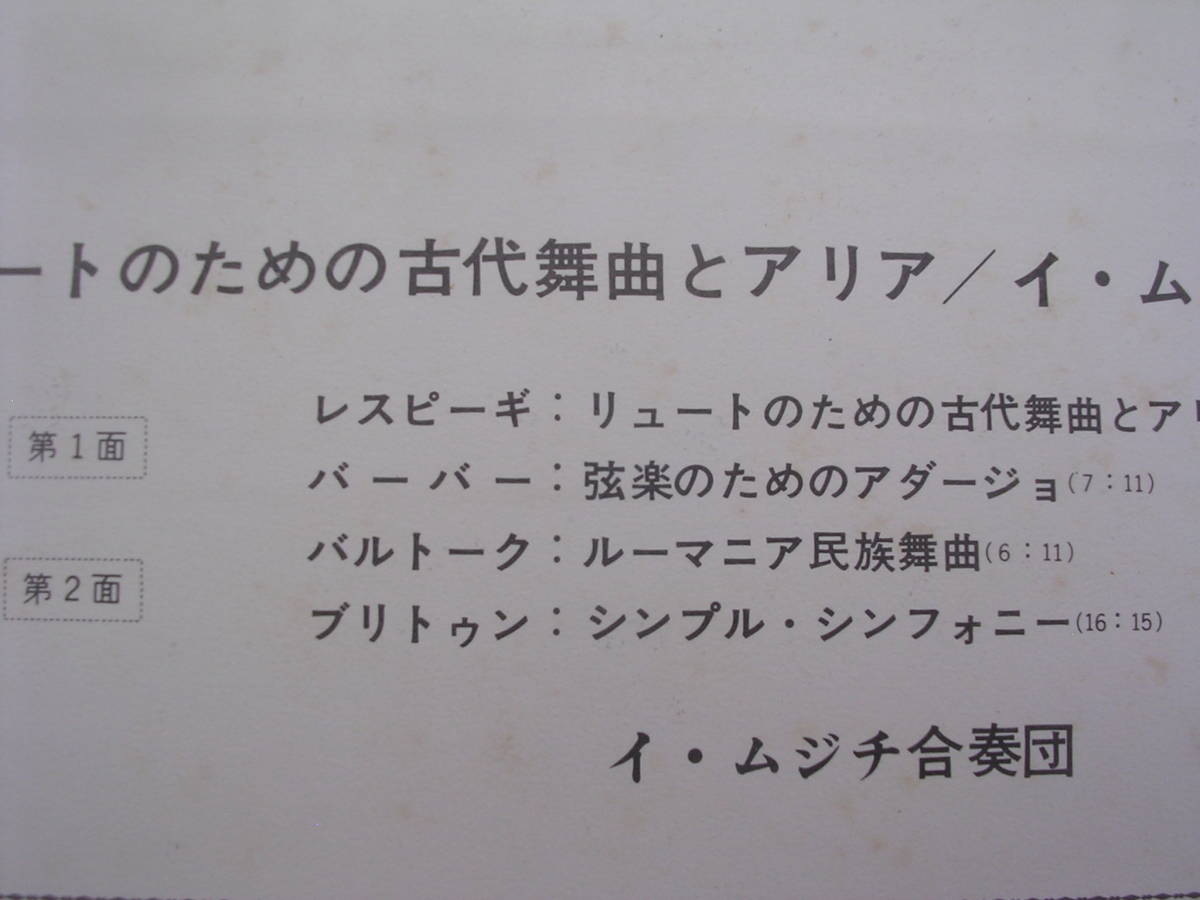 ートのための古代舞曲とアリア／イ・ム
第1面
レスピーギ：リュートのための古代舞曲とア
バーバー：弦楽のためのアダージョ(7：11)
第2面
バルトーク：ルーマニア民族舞曲(6：11)
ブリトゥン：シンプル・シンフォニー(16：15)
イ・ムジチ合奏団